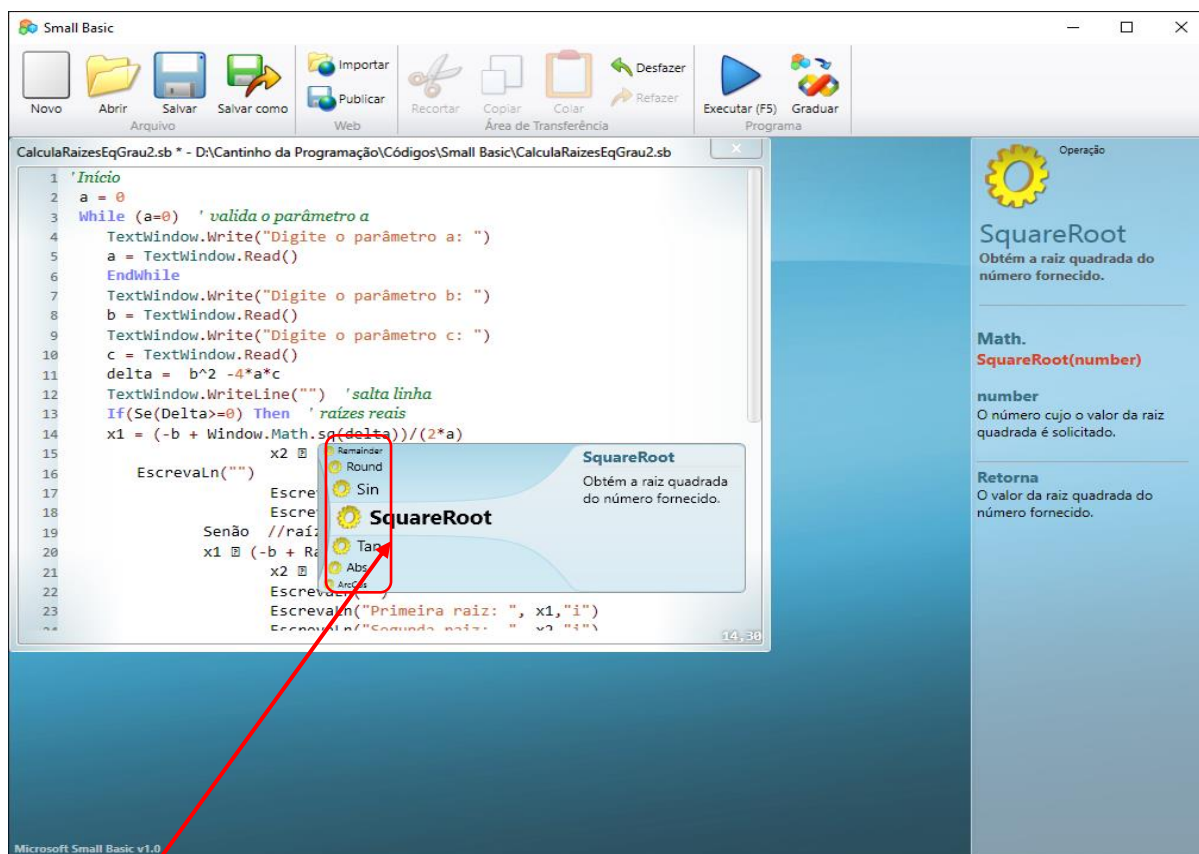 Small Basic
Novo
Abrir
Salvar
Salvar como
Arquivo
Importar
Publicar
Web
Recortar
Copiar
Colar
Área de Transferência
Desfazer
Refazer
Executar (F5)
Graduar
Programa
CalculaRaizesEqGrau2.sb * - D:\Cantinho da Programação\Códigos\Small Basic\CalculaRaizesEqGrau2.sb
1 'Início
2 a = 0
3 While (a=0) ' valida o parâmetro a
4 TextWindow.Write("Digite o parâmetro a: ")
5 a = TextWindow.Read()
6 EndWhile
7 TextWindow.Write("Digite o parâmetro b: ")
8 b = TextWindow.Read()
9 TextWindow.Write("Digite o parâmetro c: ")
10 c = TextWindow.Read()
11 delta = b^2 -4*a*c
12 TextWindow.WriteLine("") 'salta linha
13 If(Se(Delta>=0) Then ' raízes reais
14 x1 = (-b + Window.Math.sq(delta))/(2*a)
15 x2
16 EscrevaLn("")
17 Escre
18 Escre
19 Senão //raí
20 x1 (-b + Ra
21 x2
22 EscrevaLn("")
23 EscrevaLn("Primeira raiz: ", x1,"i")
24 EscrevaLn("Segunda raiz: ", x2,"i")
14,30
Remainder
Round
Sin
SquareRoot
Tan
Abs
ArcCos
SquareRoot
Obtém a raiz quadrada
do número fornecido.
Operação
SquareRoot
Obtém a raiz quadrada do
número fornecido.
Math.
SquareRoot(number)
number
O número cujo o valor da raiz
quadrada é solicitado.
Retorna
O valor da raiz quadrada do
número fornecido.
Microsoft Small Basic v1.0